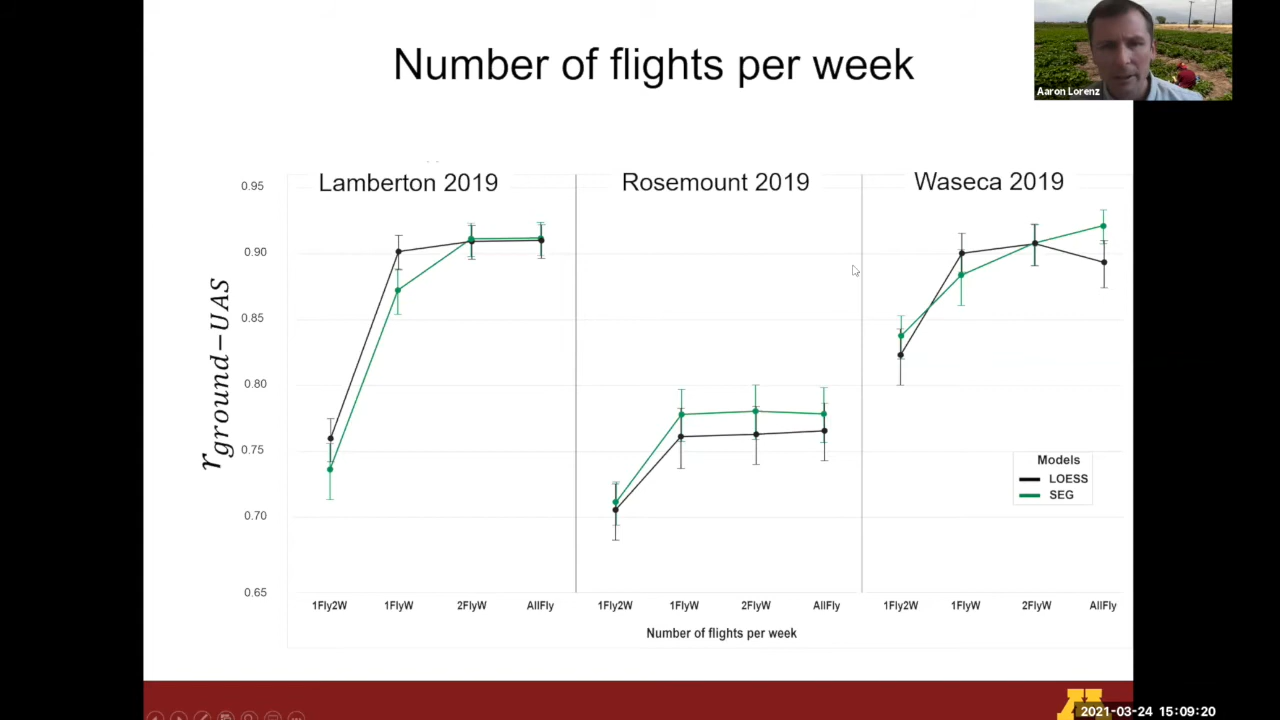 Number of flights per week
Aaron Lorenz
Lamberton 2019
Rosemount 2019
Waseca 2019
r ground−UAS
0.95
0.90
0.85
0.80
0.75
0.70
0.65
Models
LOESS
SEG
1Fly2W 1FlyW 2FlyW AllFly
1Fly2W 1FlyW 2FlyW AllFly
1Fly2W 1FlyW 2FlyW AllFly
Number of flights per week
2021-03-24 15:09:20